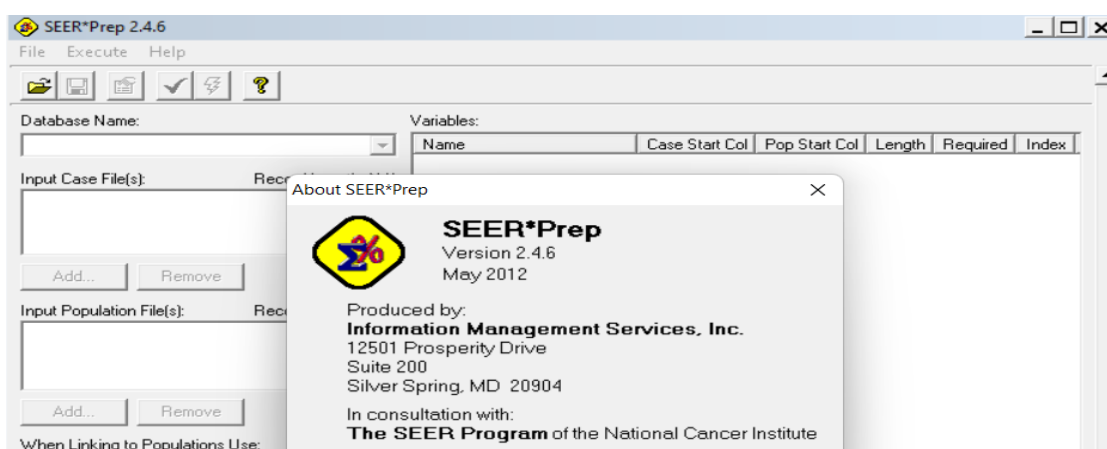 SEER*Prep 2.4.6
File Execute Help
Database Name:
Variables:
Name Case Start Col Pop Start Col Length Required Index
Input Case File(s):
Add... Remove
Input Population File(s):
Add... Remove
When Linking to Populations Use:
About SEER*Prep
SEER*Prep
Version 2.4.6
May 2012
Produced by:
Information Management Services, Inc.
12501 Prosperity Drive
Suite 200
Silver Spring, MD 20904
In consultation with:
The SEER Program of the National Cancer Institute